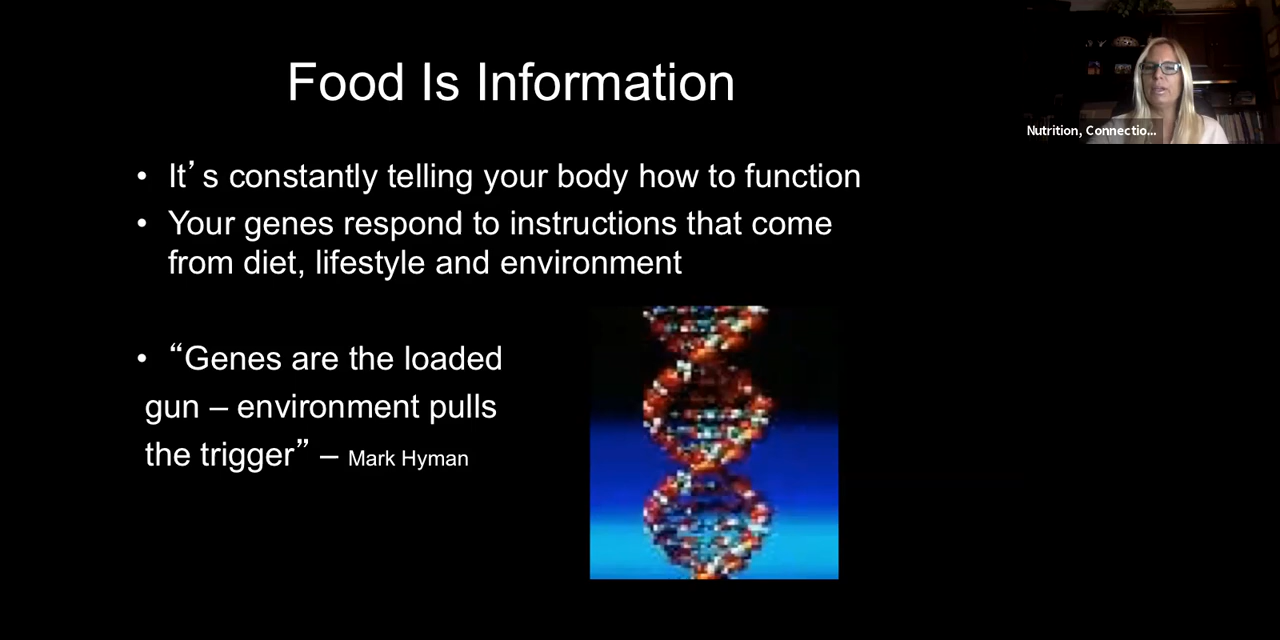 Food Is Information
Nutrition, Connectio...
• It’s constantly telling your body how to function
• Your genes respond to instructions that come
from diet, lifestyle and environment
• “Genes are the loaded
gun – environment pulls
the trigger” – Mark Hyman